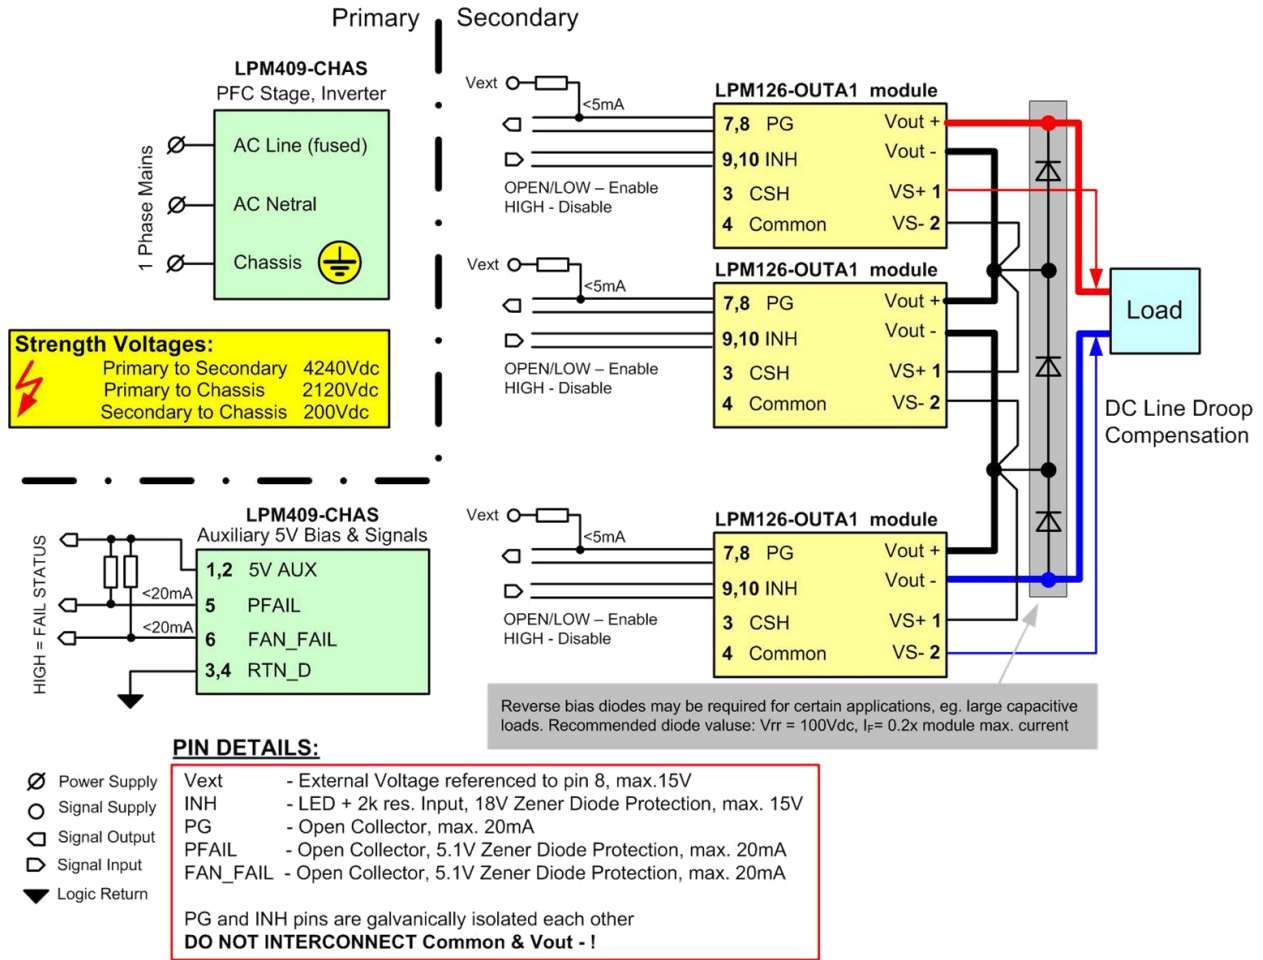 Primary
Secondary
LPM409-CHAS
PFC Stage, Inverter
1 Phase Mains
AC Line (fused)
AC Netral
Chassis
Strength Voltages:
Primary to Secondary 4240Vdc
Primary to Chassis 2120Vdc
Secondary to Chassis 200Vdc
LPM409-CHAS
Auxiliary 5V Bias & Signals
HIGH = FAIL STATUS
1,2 5V AUX
<20mA
5 PFAIL
<20mA
6 FAN_FAIL
3,4 RTN_D
Vext
<5mA
OPEN/LOW – Enable
HIGH - Disable
LPM126-OUTA1 module
7,8 PG Vout +
Vout -
9,10 INH
3 CSH VS+ 1
4 Common VS- 2
Vext
<5mA
OPEN/LOW – Enable
HIGH - Disable
LPM126-OUTA1 module
7,8 PG Vout +
9,10 INH Vout -
3 CSH VS+ 1
4 Common VS- 2
Vext
<5mA
OPEN/LOW – Enable
HIGH - Disable
LPM126-OUTA1 module
7,8 PG Vout +
9,10 INH Vout -
3 CSH VS+ 1
4 Common VS- 2
Load
DC Line Droop
Compensation
Reverse bias diodes may be required for certain applications, eg. large capacitive
loads. Recommended diode valuse: Vrr = 100Vdc, IF= 0.2x module max. current
PIN DETAILS:
Power Supply
Signal Supply
Signal Output
Signal Input
Logic Return
Vext - External Voltage referenced to pin 8, max.15V
INH - LED + 2k res. Input, 18V Zener Diode Protection, max. 15V
PG - Open Collector, max. 20mA
PFAIL - Open Collector, 5.1V Zener Diode Protection, max. 20mA
FAN_FAIL - Open Collector, 5.1V Zener Diode Protection, max. 20mA
PG and INH pins are galvanically isolated each other
DO NOT INTERCONNECT Common & Vout - !